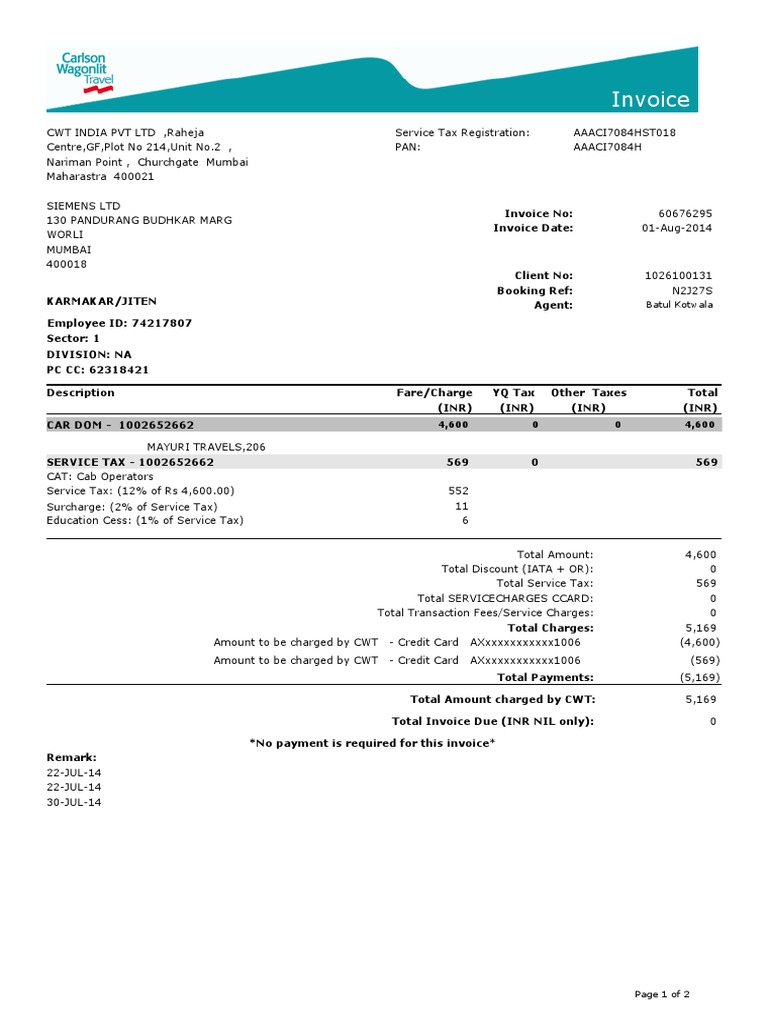 Carlson
Wagonlit
Travel
Invoice
CWT INDIA PVT LTD ,Raheja
Centre,GF,Plot No 214,Unit No.2 ,
Nariman Point , Churchgate Mumbai
Maharastra 400021
Service Tax Registration: AAACI7084HST018
PAN: AAACI7084H
SIEMENS LTD
130 PANDURANG BUDHKAR MARG
WORLI
MUMBAI
400018
Invoice No: 60676295
Invoice Date: 01-Aug-2014
Client No: 1026100131
Booking Ref: N2J27S
Agent: Batul Kotwala
KARMAKAR/JITEN
Employee ID: 74217807
Sector: 1
DIVISION: NA
PC CC: 62318421
Description Fare/Charge YQ Tax Other Taxes Total
(INR) (INR) (INR) (INR)
CAR DOM - 1002652662 4,600 0 0 4,600
MAYURI TRAVELS,206
SERVICE TAX - 1002652662 569 0 569
CAT: Cab Operators
Service Tax: (12% of Rs 4,600.00) 552
Surcharge: (2% of Service Tax) 11
Education Cess: (1% of Service Tax) 6
Total Amount: 4,600
Total Discount (IATA + OR): 0
Total Service Tax: 569
Total SERVICECHARGES CCARD: 0
Total Transaction Fees/Service Charges: 0
Total Charges: 5,169
Amount to be charged by CWT - Credit Card AXxxxxxxxxxx1006 (4,600)
Amount to be charged by CWT - Credit Card AXxxxxxxxxxx1006 (569)
Total Payments: (5,169)
Total Amount charged by CWT: 5,169
Total Invoice Due (INR NIL only): 0
*No payment is required for this invoice*
Remark:
22-JUL-14
22-JUL-14
30-JUL-14
Page 1 of 2